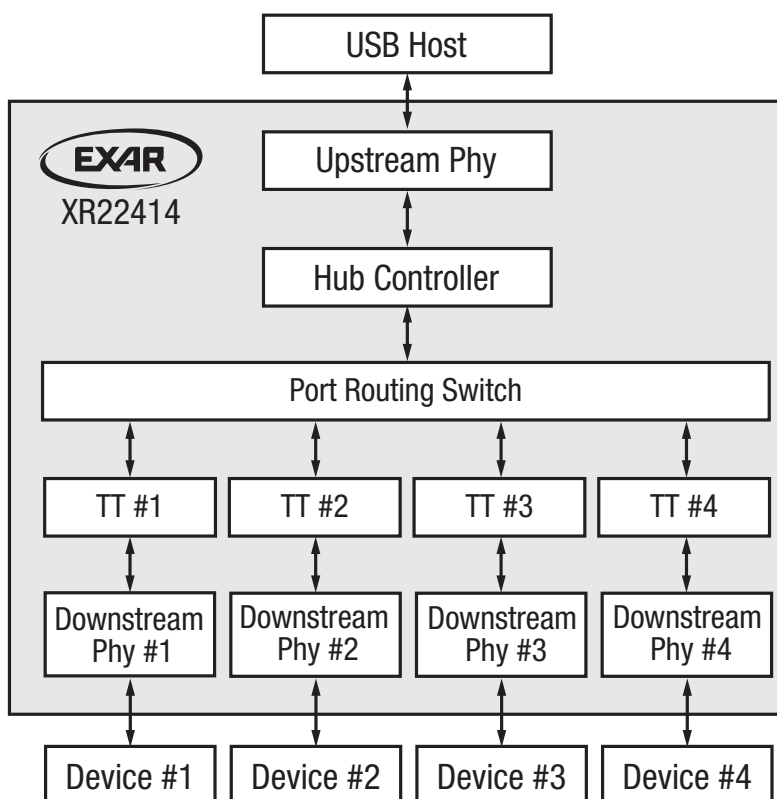 USB Host
EXAR
XR22414
Upstream Phy
Hub Controller
Port Routing Switch
TT #1
TT #2
TT #3
TT #4
Downstream
Phy #1
Downstream
Phy #2
Downstream
Phy #3
Downstream
Phy #4
Device #1
Device #2
Device #3
Device #4